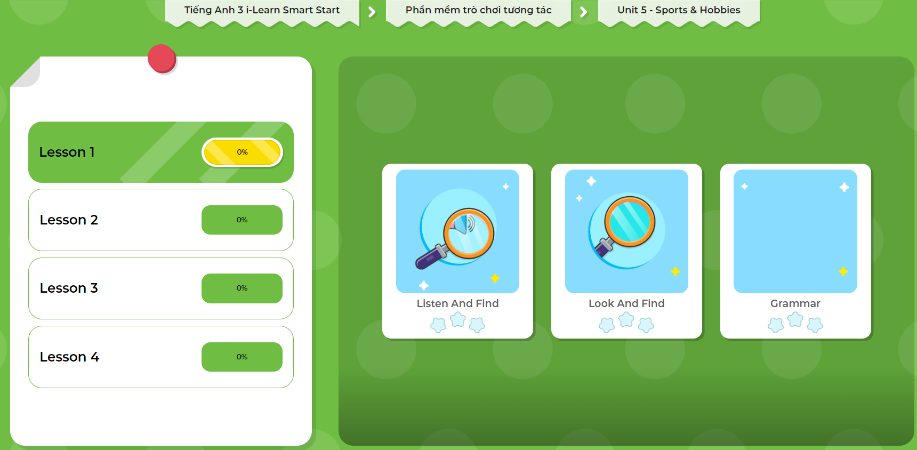 Tiếng Anh 3 i-Learn Smart Start
Phần mềm trò chơi tương tác
Unit 5 - Sports & Hobbies
Lesson 1
0%
Lesson 2
0%
Lesson 3
0%
Lesson 4
0%
Listen And Find
Look And Find
Grammar